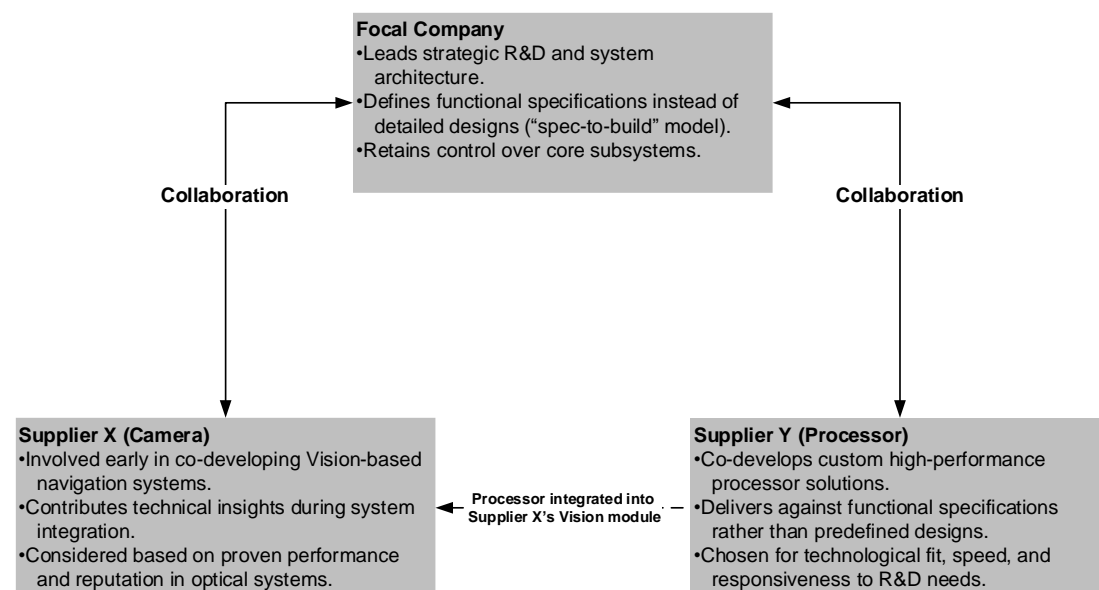 Focal Company
•Leads strategic R&D and system
architecture.
•Defines functional specifications instead of
detailed designs (“spec-to-build” model).
•Retains control over core subsystems.
Collaboration
Collaboration
Supplier X (Camera)
•Involved early in co-developing Vision-based
navigation systems.
•Contributes technical insights during system
integration.
•Considered based on proven performance
and reputation in optical systems.
Processor integrated into
Supplier X’s Vision module
Supplier Y (Processor)
•Co-develops custom high-performance
processor solutions.
•Delivers against functional specifications
rather than predefined designs.
•Chosen for technological fit, speed, and
responsiveness to R&D needs.